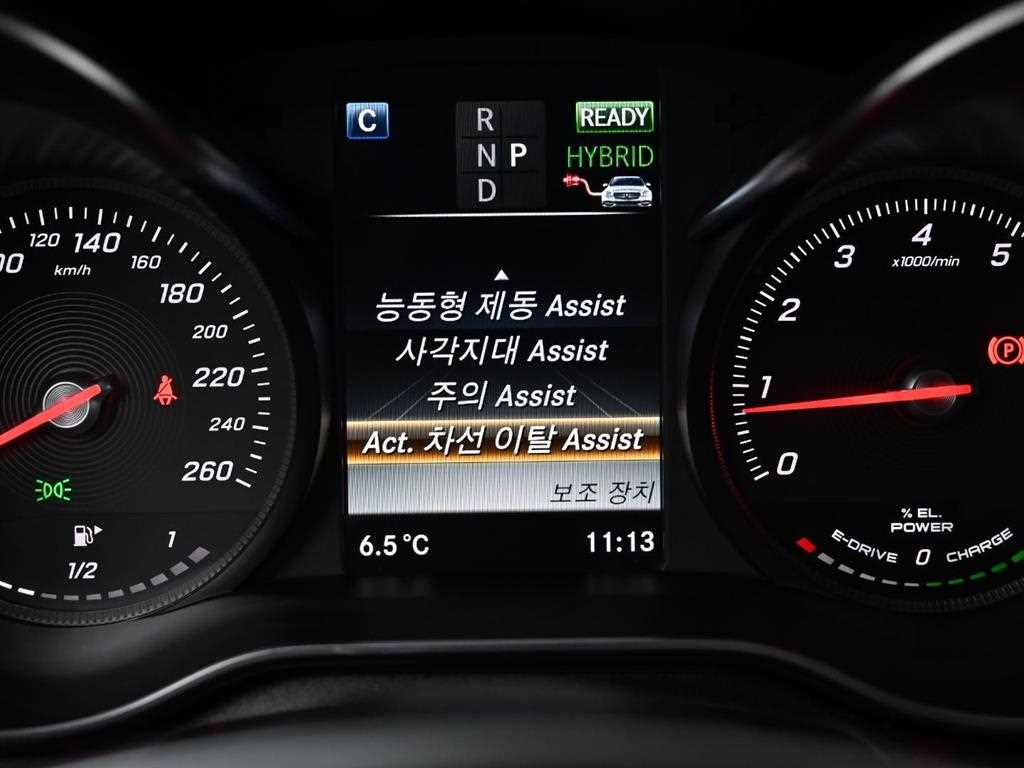 C
R
N P
D
READY
HYBRID
능동형 제동 Assist
사각지대 Assist
주의 Assist
Act. 차선 이탈 Assist
보조 장치
6.5°C
11:13
120
140
160
180
200
220
240
260
km/h
1/2
1
0
1
2
3
4
5
x1000/min
P
% EL.
POWER
E-DRIVE 0 CHARGE